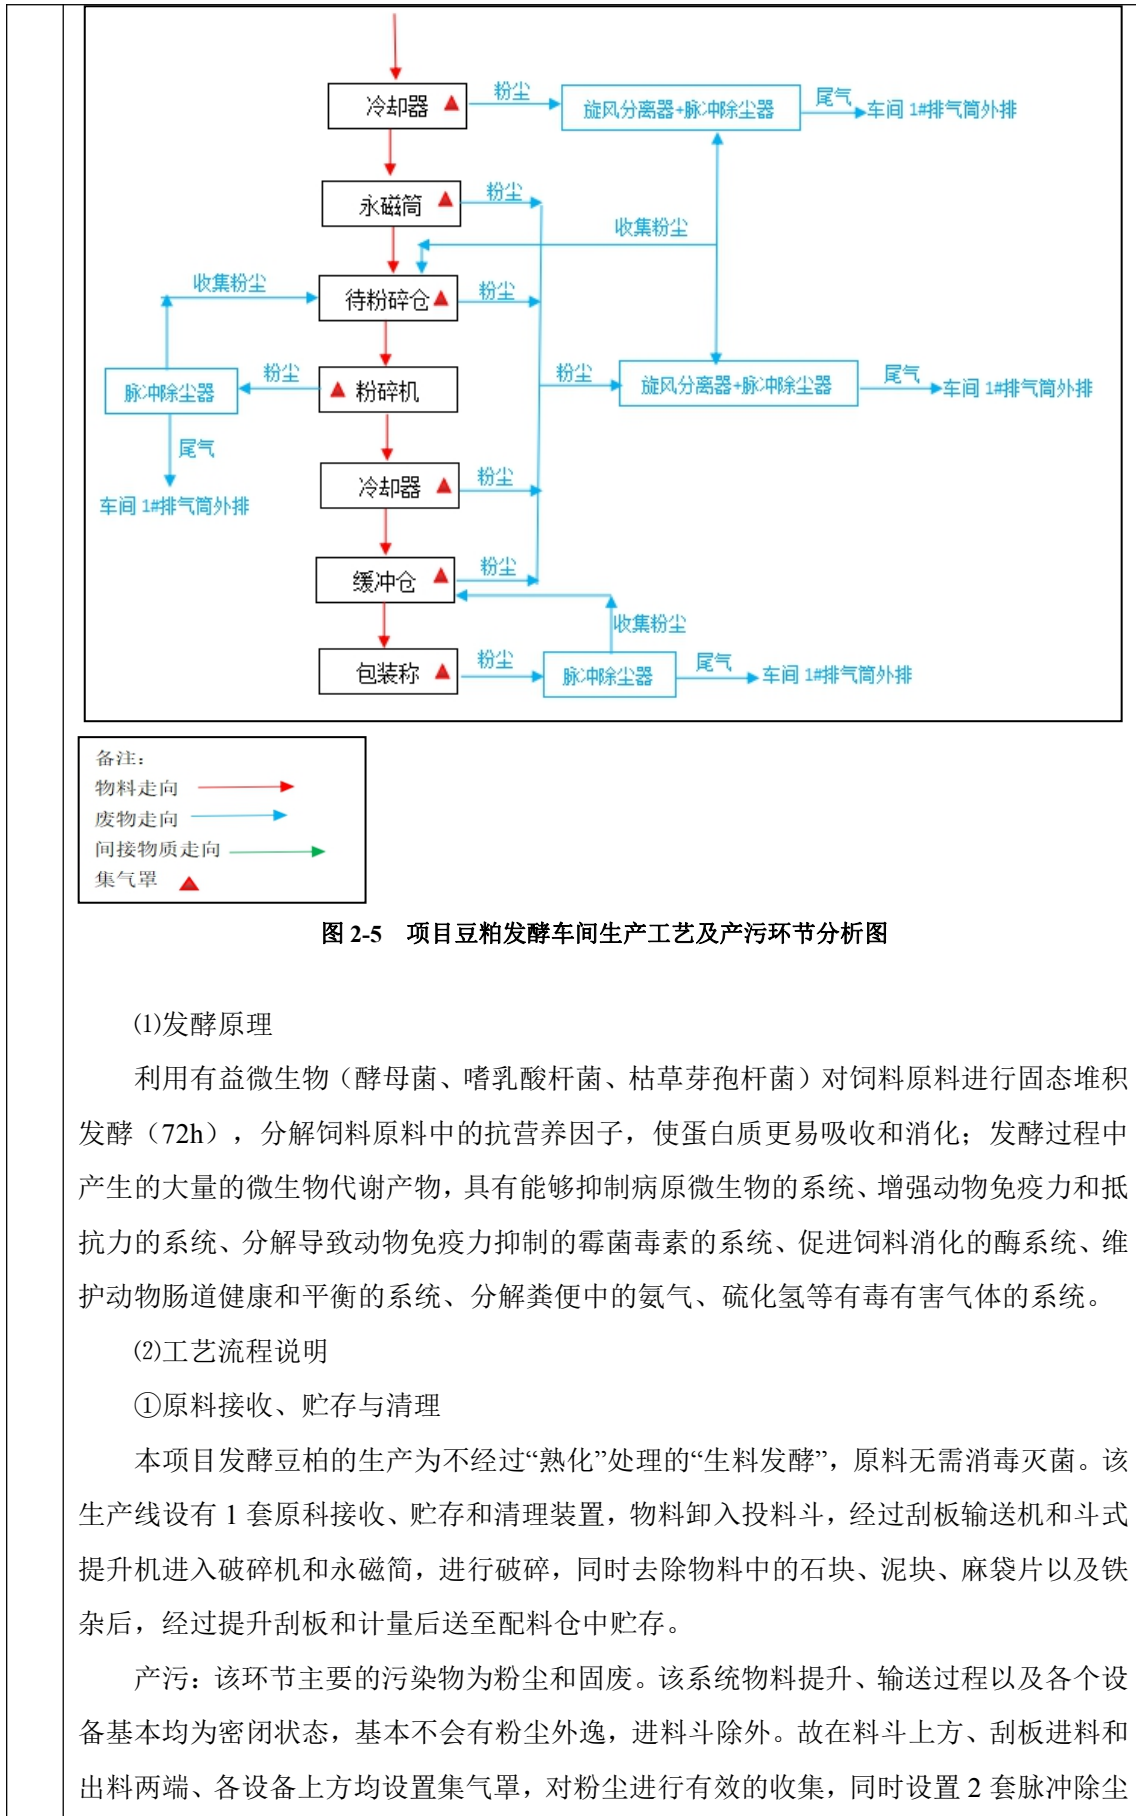 冷却器
粉尘
旋风分离器+脉冲除尘器
尾气
车间 1#排气筒外排
永磁筒
粉尘
收集粉尘
收集粉尘
待粉碎仓
粉尘
脉冲除尘器
粉尘
粉碎机
粉尘
旋风分离器+脉冲除尘器
尾气
车间 1#排气筒外排
尾气
车间 1#排气筒外排
冷却器
粉尘
缓冲仓
粉尘
收集粉尘
包装称
粉尘
脉冲除尘器
尾气
车间 1#排气筒外排
备注：
物料走向
废物走向
间接物质走向
集气罩
图 2-5 项目豆粕发酵车间生产工艺及产污环节分析图
⑴发酵原理
利用有益微生物（酵母菌、嗜乳酸杆菌、枯草芽孢杆菌）对饲料原料进行固态堆积
发酵（72h），分解饲料原料中的抗营养因子，使蛋白质更易吸收和消化；发酵过程中
产生的大量的微生物代谢产物，具有能够抑制病原微生物的系统、增强动物免疫力和抵
抗力的系统、分解导致动物免疫力抑制的霉菌毒素的系统、促进饲料消化的酶系统、维
护动物肠道健康和平衡的系统、分解粪便中的氨气、硫化氢等有毒有害气体的系统。
⑵工艺流程说明
①原料接收、贮存与清理
本项目发酵豆柏的生产为不经过“熟化”处理的“生料发酵”，原料无需消毒灭菌。该
生产线设有 1 套原科接收、贮存和清理装置，物料卸入投料斗，经过刮板输送机和斗式
提升机进入破碎机和永磁简，进行破碎，同时去除物料中的石块、泥块、麻袋片以及铁
杂后，经过提升刮板和计量后送至配料仓中贮存。
产污：该环节主要的污染物为粉尘和固废。该系统物料提升、输送过程以及各个设
备基本均为密闭状态，基本不会有粉尘外逸，进料斗除外。故在料斗上方、刮板进料和
出料两端、各设备上方均设置集气罩，对粉尘进行有效的收集，同时设置 2 套脉冲除尘